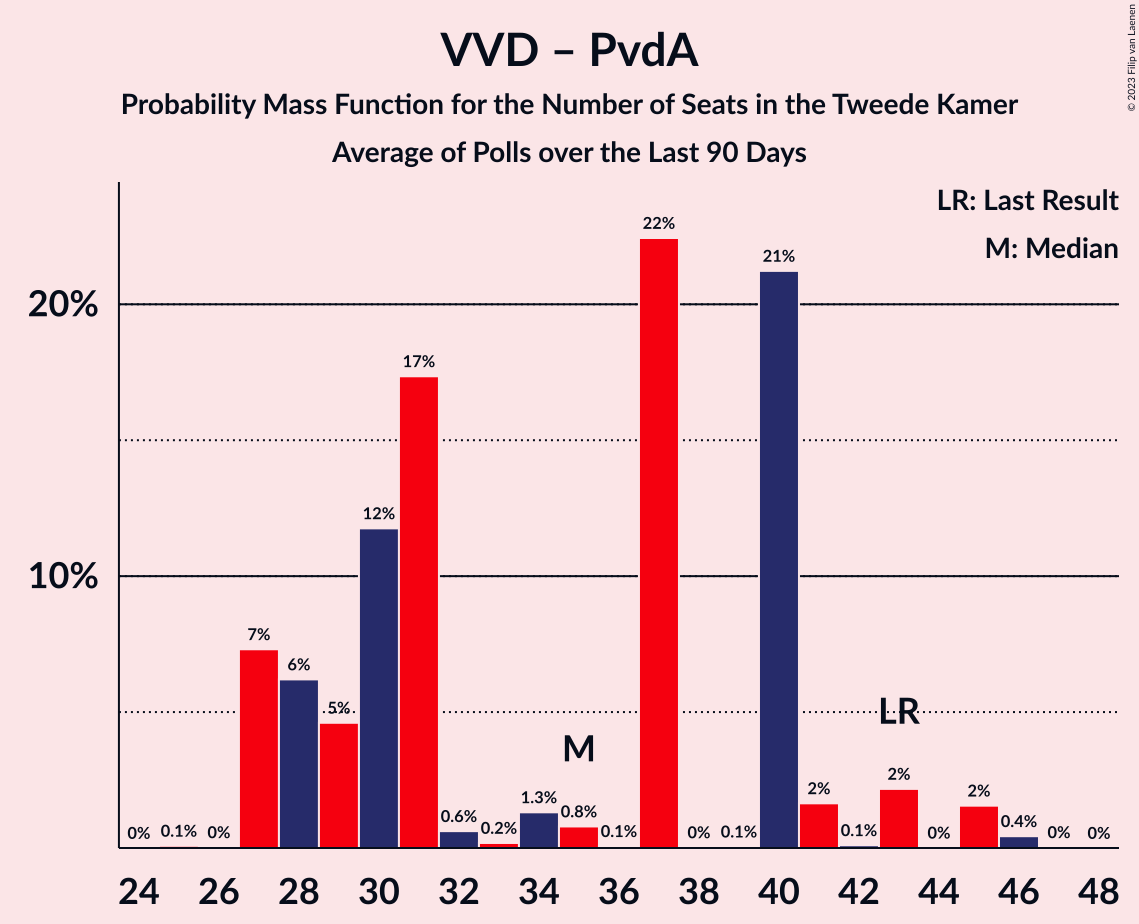 VVD – PvdA
Probability Mass Function for the Number of Seats in the Tweede Kamer
Average of Polls over the Last 90 Days
© 2023 Filip van Laenen
LR: Last Result
M: Median
20%
10%
0% 0.1% 0% 7% 6% 5% 12% 17% 0.6% 0.2% 1.3% 0.8% 0.1% 22% 0% 0.1% 21% 2% 0.1% 2% 0% 2% 0.4% 0% 0%
M
LR
24 26 28 30 32 34 36 38 40 42 44 46 48